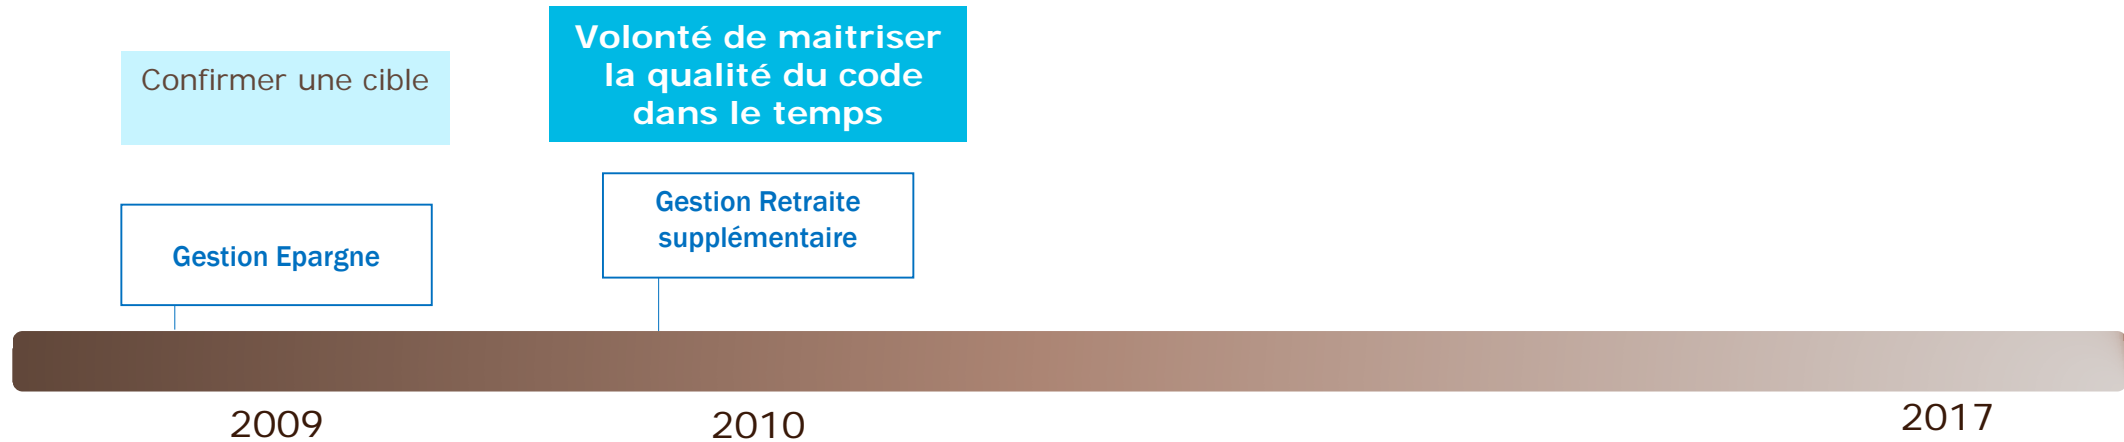 Confirmer une cible
Volonté de maitriser
la qualité du code
dans le temps
Gestion Epargne
Gestion Retraite
supplémentaire
2009
2010
2017